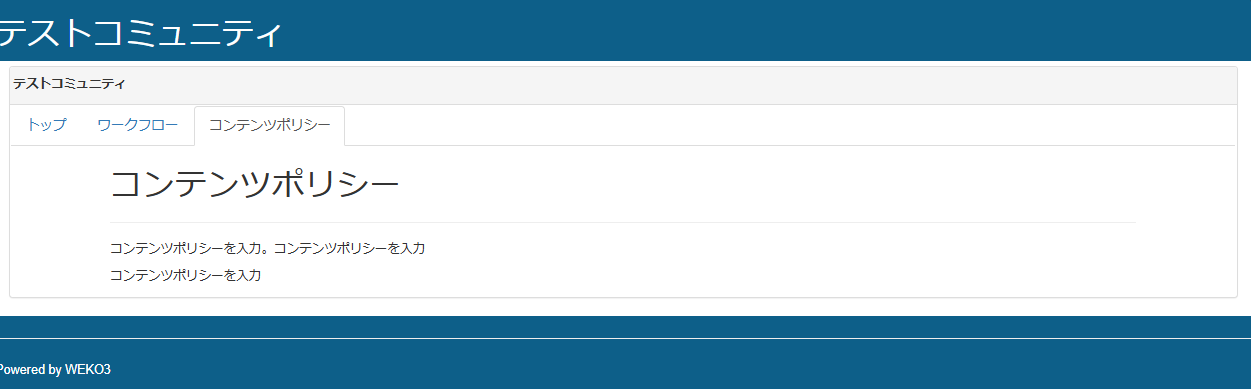 テストコミュニティ
テストコミュニティ
トップ ワークフロー コンテンツポリシー
コンテンツポリシー
コンテンツポリシーを入力。コンテンツポリシーを入力
コンテンツポリシーを入力
Powered by WEKO3